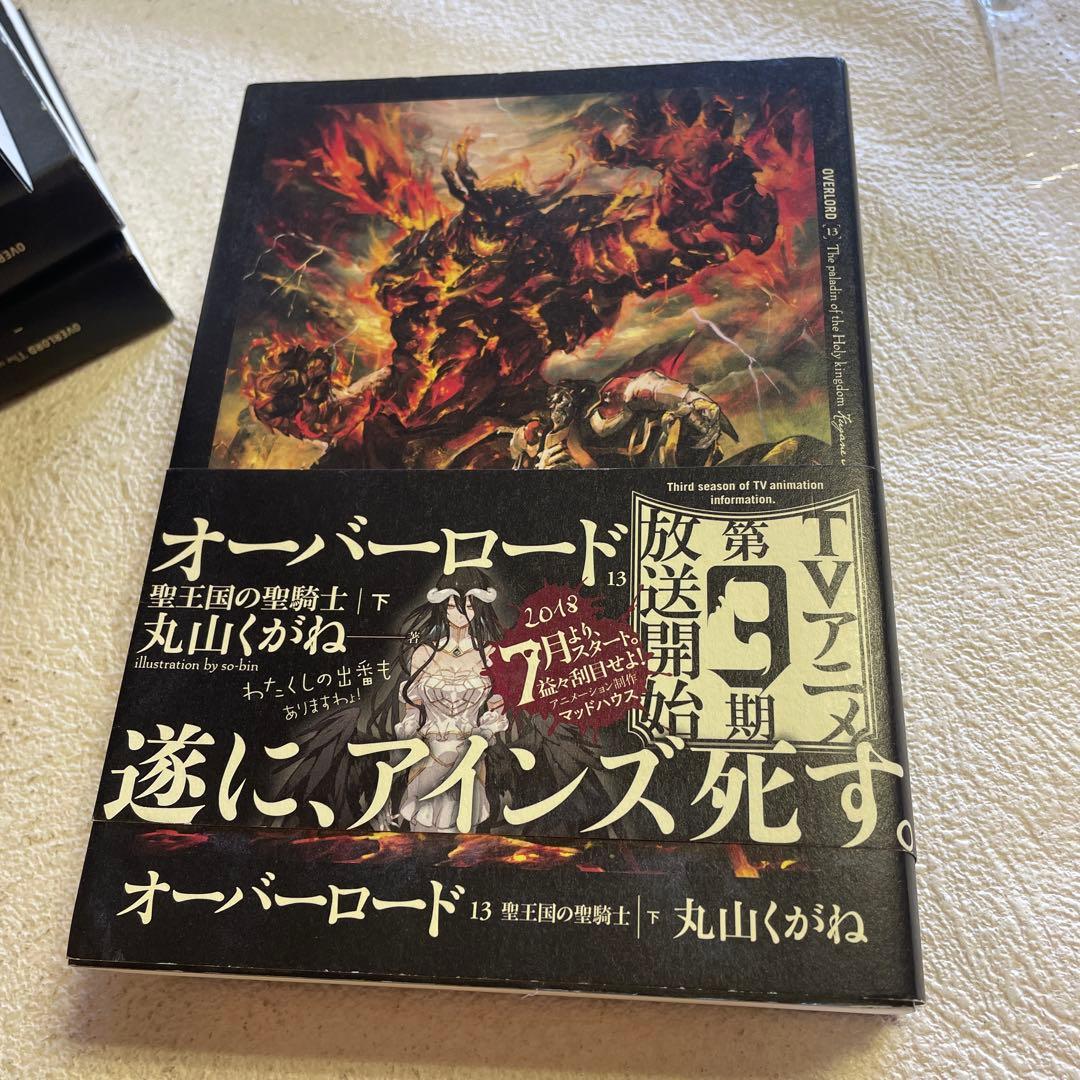 OVERLORD [13] The paladin of the Holy kingdom Kugane
Third season of TV animation
information.
TVアニメ
第3期
放送開始
オーバーロード13
聖王国の聖騎士 | 下
丸山くがね――著
illustration by so-bin
わたくしの出番も
ありますわよ!
2018
7月より、
スタート。
益々刮目せよ!
アニメーション制作
マッドハウス
遂に、アインズ死す。
オーバーロード 13 聖王国の聖騎士 | 下 丸山くがね
OVERLORD
OVERLORD The